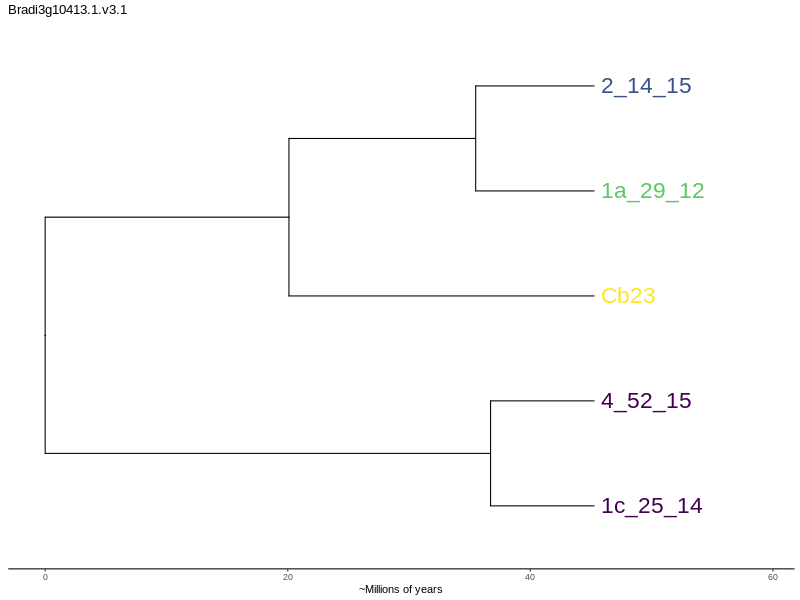 Bradi3g10413.1.v3.1
2_14_15
1a_29_12
Cb23
4_52_15
1c_25_14
0 20 40 60
~Millions of years